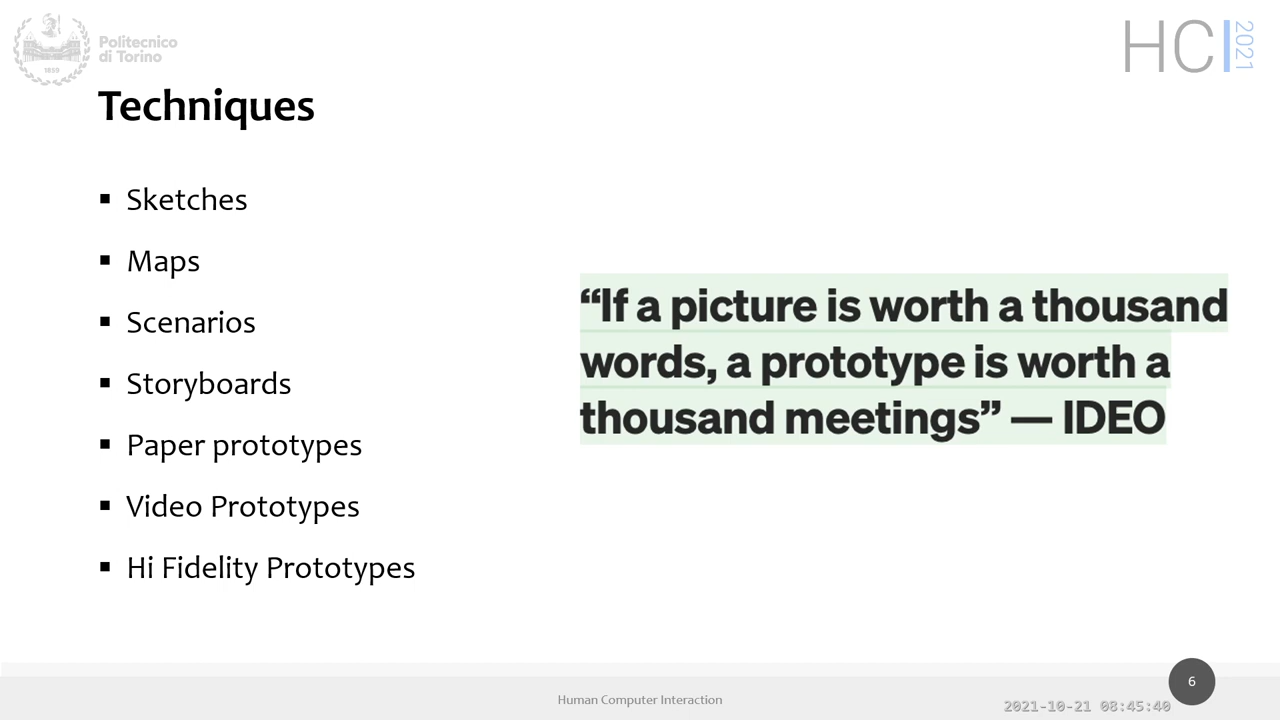 Politecnico
di Torino
1859
HCI 2021
Techniques
▪ Sketches
▪ Maps
▪ Scenarios
▪ Storyboards
▪ Paper prototypes
▪ Video Prototypes
▪ Hi Fidelity Prototypes
“If a picture is worth a thousand
words, a prototype is worth a
thousand meetings” — IDEO
Human Computer Interaction
6
2021-10-21 08:45:40